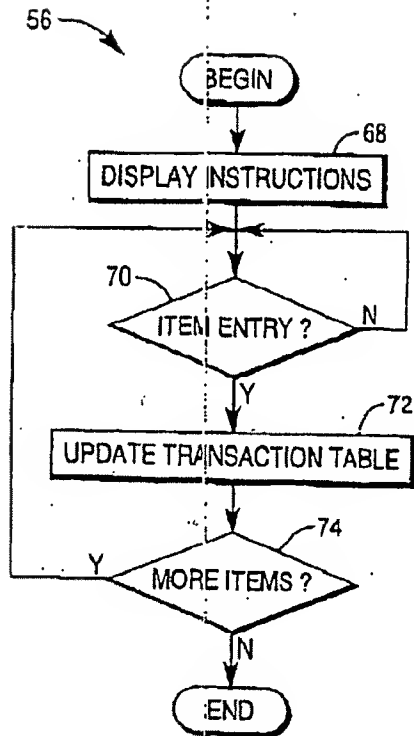 56
BEGIN
68
DISPLAY INSTRUCTIONS
70
ITEM ENTRY ?
N
Y
72
UPDATE TRANSACTION TABLE
74
Y
MORE ITEMS ?
N
END